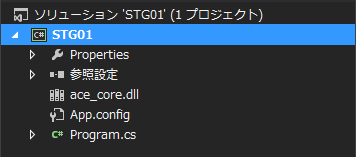 ソリューション 'STG01' (1 プロジェクト)
C# STG01
Properties
参照設定
ace_core.dll
App.config
C# Program.cs